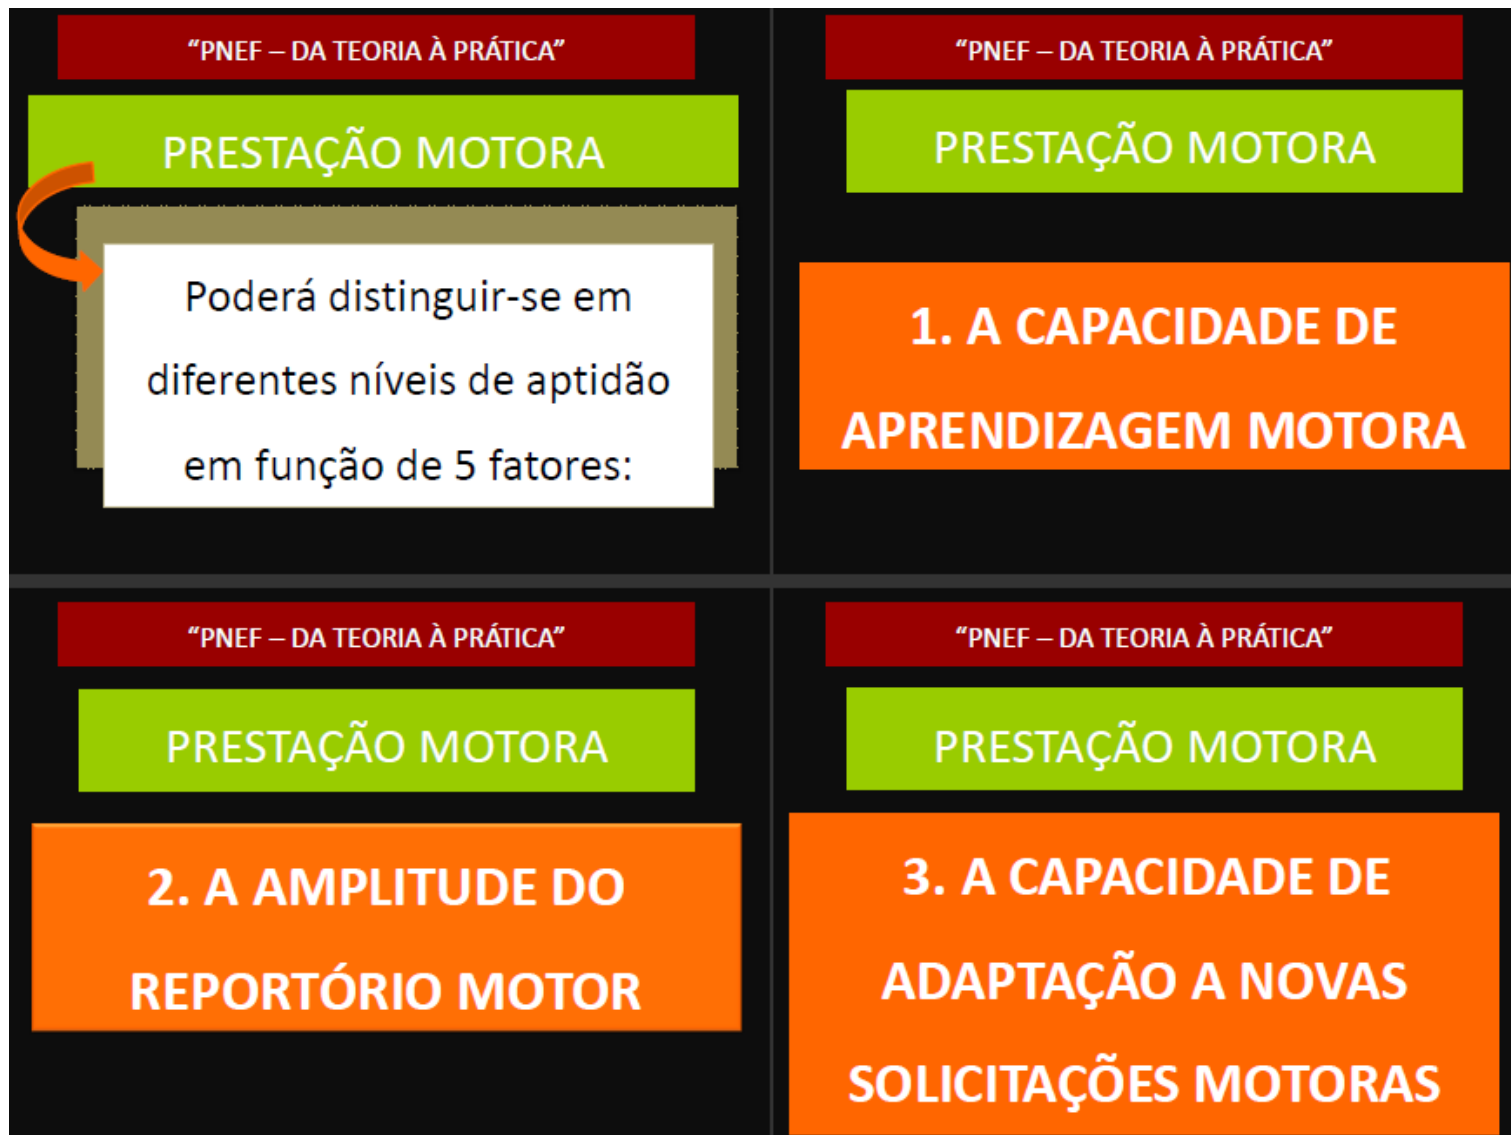 “PNEF – DA TEORIA À PRÁTICA”
PRESTAÇÃO MOTORA
Poderá distinguir-se em
diferentes níveis de aptidão
em função de 5 fatores:
“PNEF – DA TEORIA À PRÁTICA”
PRESTAÇÃO MOTORA
1. A CAPACIDADE DE
APRENDIZAGEM MOTORA
“PNEF – DA TEORIA À PRÁTICA”
PRESTAÇÃO MOTORA
2. A AMPLITUDE DO
REPORTÓRIO MOTOR
“PNEF – DA TEORIA À PRÁTICA”
PRESTAÇÃO MOTORA
3. A CAPACIDADE DE
ADAPTAÇÃO A NOVAS
SOLICITAÇÕES MOTORAS